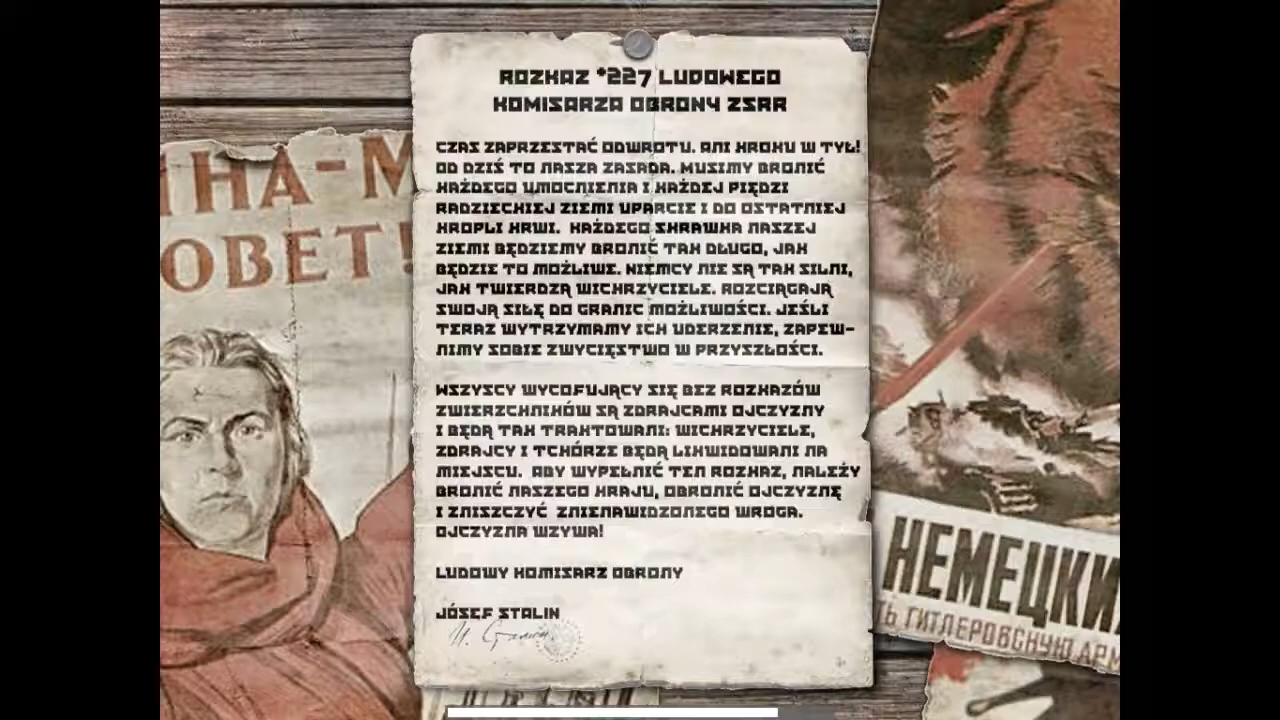 ROZKAZ *227 LUDOWEGO
KOMISARZA OBRONY ZSRR
CZAS ZAPRZESTAĆ ODWROTU. ANI KROKU W TYŁ!
OD DZIŚ TO NASZA ZASADA. MUSIMY BRONIĆ
KAŻDEGO UMOCNIENIA I KAŻDEJ PIĘDZI
RADZIECKIEJ ZIEMI UPARCIE I DO OSTATNIEJ
KROPLI KRWI. KAŻDEGO SKRAWKA NASZEJ
ZIEMI BĘDZIEMY BRONIĆ TAK DŁUGO, JAK
BĘDZIE TO MOŻLIWE. NIEMCY NIE SĄ TAK SILNI,
JAK TWIERDZĄ WICHRZYCIELE. ROZCIĄGAJĄ
SWOJĄ SIŁĘ DO GRANIC MOŻLIWOŚCI. JEŚLI
TERAZ WYTRZYMAMY ICH UDERZENIE, ZAPEW-
NIMY SOBIE ZWYCIĘSTWO W PRZYSZŁOŚCI.
WSZYSCY WYCOFUJĄCY SIĘ BEZ ROZKAZÓW
ZWIERZCHNIKÓW SĄ ZDRAJCAMI OJCZYZNY
I BĘDĄ TAK TRAKTOWANI: WICHRZYCIELE,
ZDRAJCY I TCHÓRZE BĘDĄ LIKWIDOWANI NA
MIEJSCU. ABY WYPEŁNIĆ TEN ROZKAZ, NALEŻY
BRONIĆ NASZEGO KRAJU, OBRONIĆ OJCZYZNĘ
I ZNISZCZYĆ ZNIENAWIDZONEGO WROGA.
OJCZYZNA WZYWA!
LUDOWY KOMISARZ OBRONY
JÓSEF STALIN
И. Сталин
ИНА-М
ОВЕТ!
НЕМЕЦКИ
ТЬ ГИТЛЕРОВСКУЮ АРМ